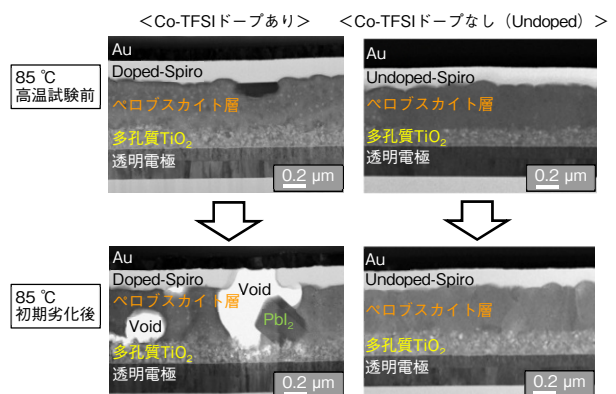 <Co-TFSIドープあり>
<Co-TFSIドープなし（Undoped）>
85 ℃
高温試験前
Au
Doped-Spiro
ペロブスカイト層
多孔質TiO₂
透明電極
0.2 µm
Au
Undoped-Spiro
ペロブスカイト層
多孔質TiO₂
透明電極
0.2 µm
85 ℃
初期劣化後
Au
Doped-Spiro
Void
ペロブスカイト層
Void
PbI₂
多孔質TiO₂
透明電極
0.2 µm
Au
Undoped-Spiro
ペロブスカイト層
多孔質TiO₂
透明電極
0.2 µm